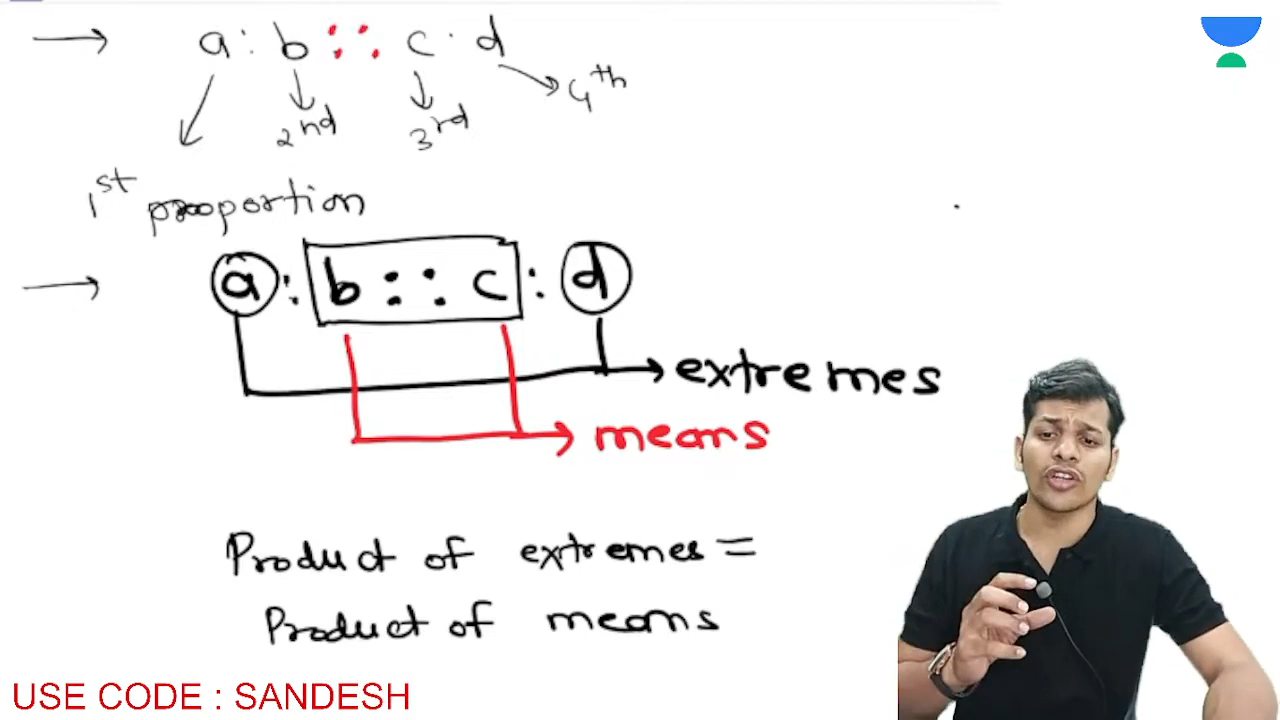 → a : b :: c . d
2nd 3rd 4th
1st proportion
→ a : b :: c : d
→ extremes
→ means
Product of extremes =
Product of means
USE CODE : SANDESH